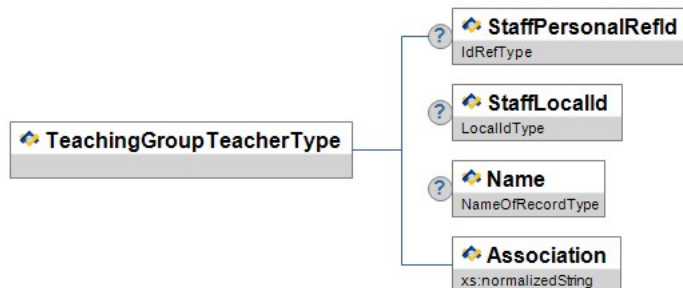 ? StaffPersonalRefId
IdRefType
? StaffLocalId
LocalIdType
TeachingGroupTeacherType
? Name
NameOfRecordType
Association
xs:normalizedString